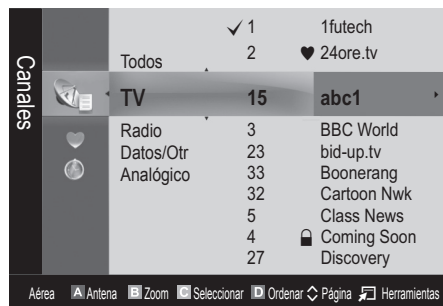 Canales
✓ 1 1futech
Todos 2 ♥ 24ore.tv
TV 15 abc1
Radio 3 BBC World
Datos/Otr 23 bid-up.tv
Analógico 33 Boonerang
32 Cartoon Nwk
5 Class News
4 Coming Soon
27 Discovery
Aérea A Antena B Zoom C Seleccionar D Ordenar Página Herramientas